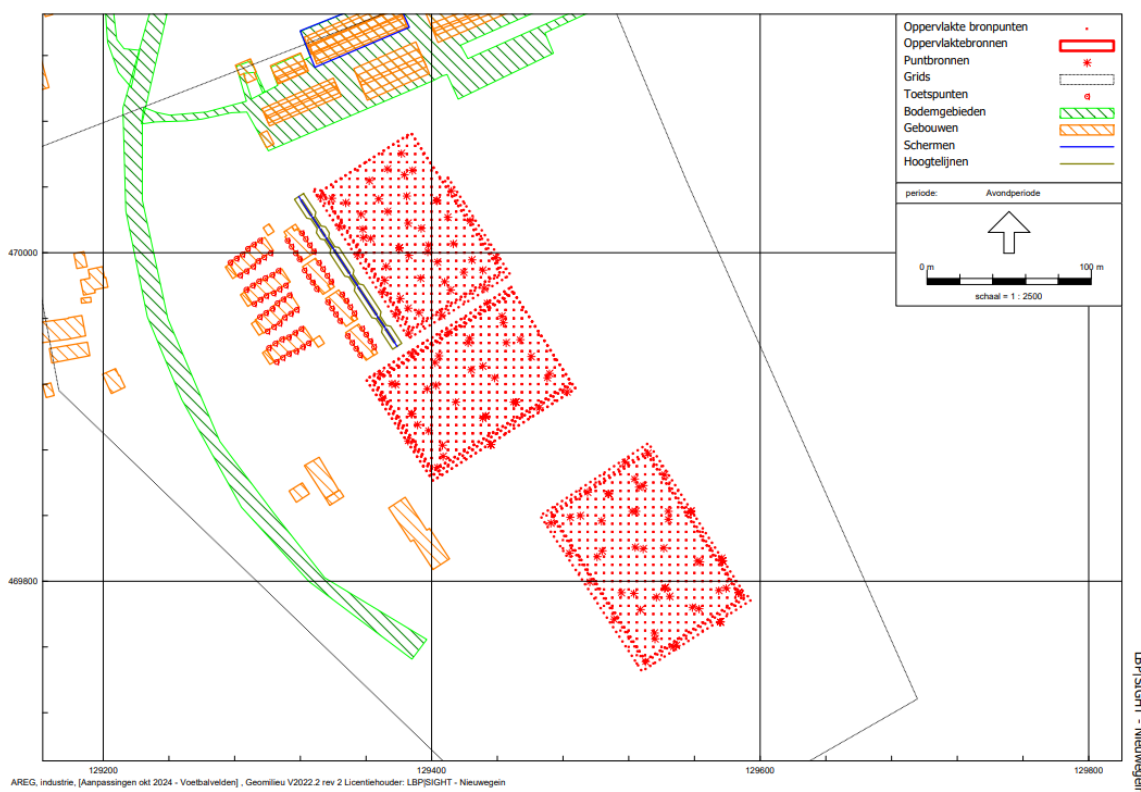 Oppervlakte bronpunten
Oppervlaktebronnen
Puntbronnen
Grids
Toetspunten
Bodemgebieden
Gebouwen
Schermen
Hoogtelijnen
periode: Avondperiode
0 m 100 m
schaal = 1 : 2500
470000
469800
129200 129400 129600 129800
AREG, industrie, [Aanpassingen okt 2024 - Voetbalvelden] , Geomilieu V2022.2 rev 2 Licentiehouder: LBP|SIGHT - Nieuwegein
LBP|SIGHT - Nieuwegein